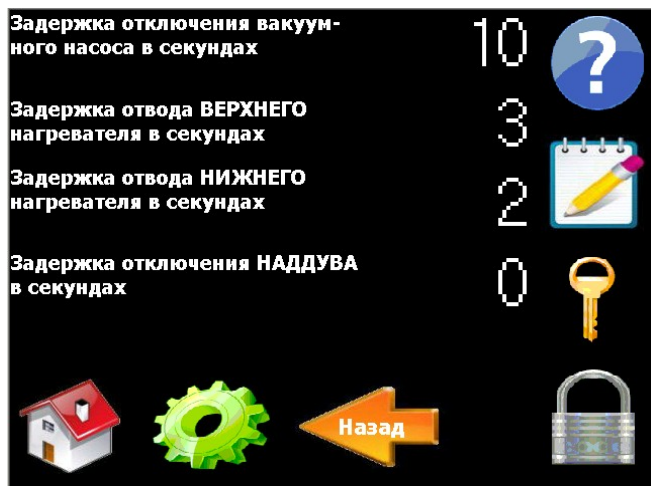 Задержка отключения вакуум-
ного насоса в секундах
10
Задержка отвода ВЕРХНЕГО
нагревателя в секундах
3
Задержка отвода НИЖНЕГО
нагревателя в секундах
2
Задержка отключения НАДДУВА
в секундах
0
?
Назад